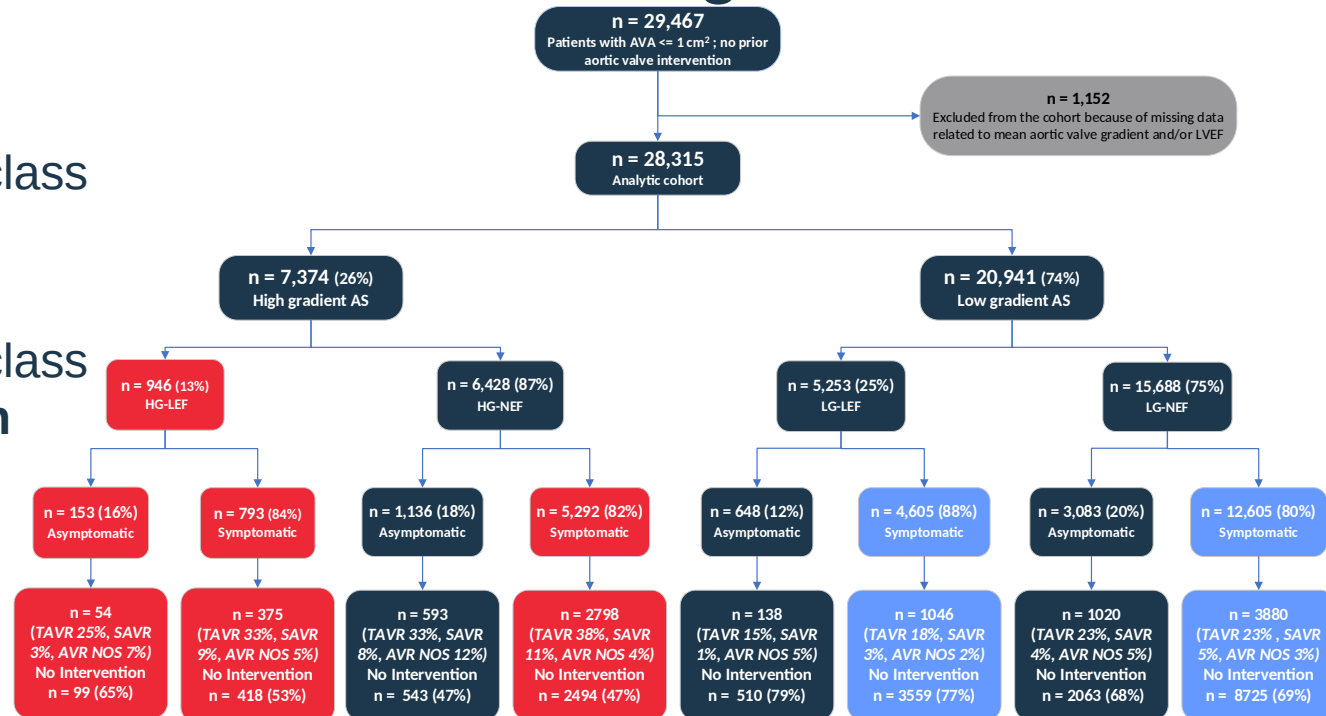 n = 29,467
Patients with AVA <= 1 cm² ; no prior
aortic valve intervention
n = 1,152
Excluded from the cohort because of missing data
related to mean aortic valve gradient and/or LVEF
n = 28,315
Analytic cohort
class
n = 7,374 (26%)
High gradient AS
n = 20,941 (74%)
Low gradient AS
class
n = 946 (13%)
HG-LEF
n = 6,428 (87%)
HG-NEF
n = 5,253 (25%)
LG-LEF
n = 15,688 (75%)
LG-NEF
n = 153 (16%)
Asymptomatic
n = 793 (84%)
Symptomatic
n = 1,136 (18%)
Asymptomatic
n = 5,292 (82%)
Symptomatic
n = 648 (12%)
Asymptomatic
n = 4,605 (88%)
Symptomatic
n = 3,083 (20%)
Asymptomatic
n = 12,605 (80%)
Symptomatic
n = 54
(TAVR 25%, SAVR
3%, AVR NOS 7%)
No Intervention
n = 99 (65%)
n = 375
(TAVR 33%, SAVR
9%, AVR NOS 5%)
No Intervention
n = 418 (53%)
n = 593
(TAVR 33%, SAVR
8%, AVR NOS 12%)
No Intervention
n = 543 (47%)
n = 2798
(TAVR 38%, SAVR
11%, AVR NOS 4%)
No Intervention
n = 2494 (47%)
n = 138
(TAVR 15%, SAVR
1%, AVR NOS 5%)
No Intervention
n = 510 (79%)
n = 1046
(TAVR 18%, SAVR
3%, AVR NOS 2%)
No Intervention
n = 3559 (77%)
n = 1020
(TAVR 23%, SAVR
4%, AVR NOS 5%)
No Intervention
n = 2063 (68%)
n = 3880
(TAVR 23% , SAVR
5%, AVR NOS 3%)
No Intervention
n = 8725 (69%)